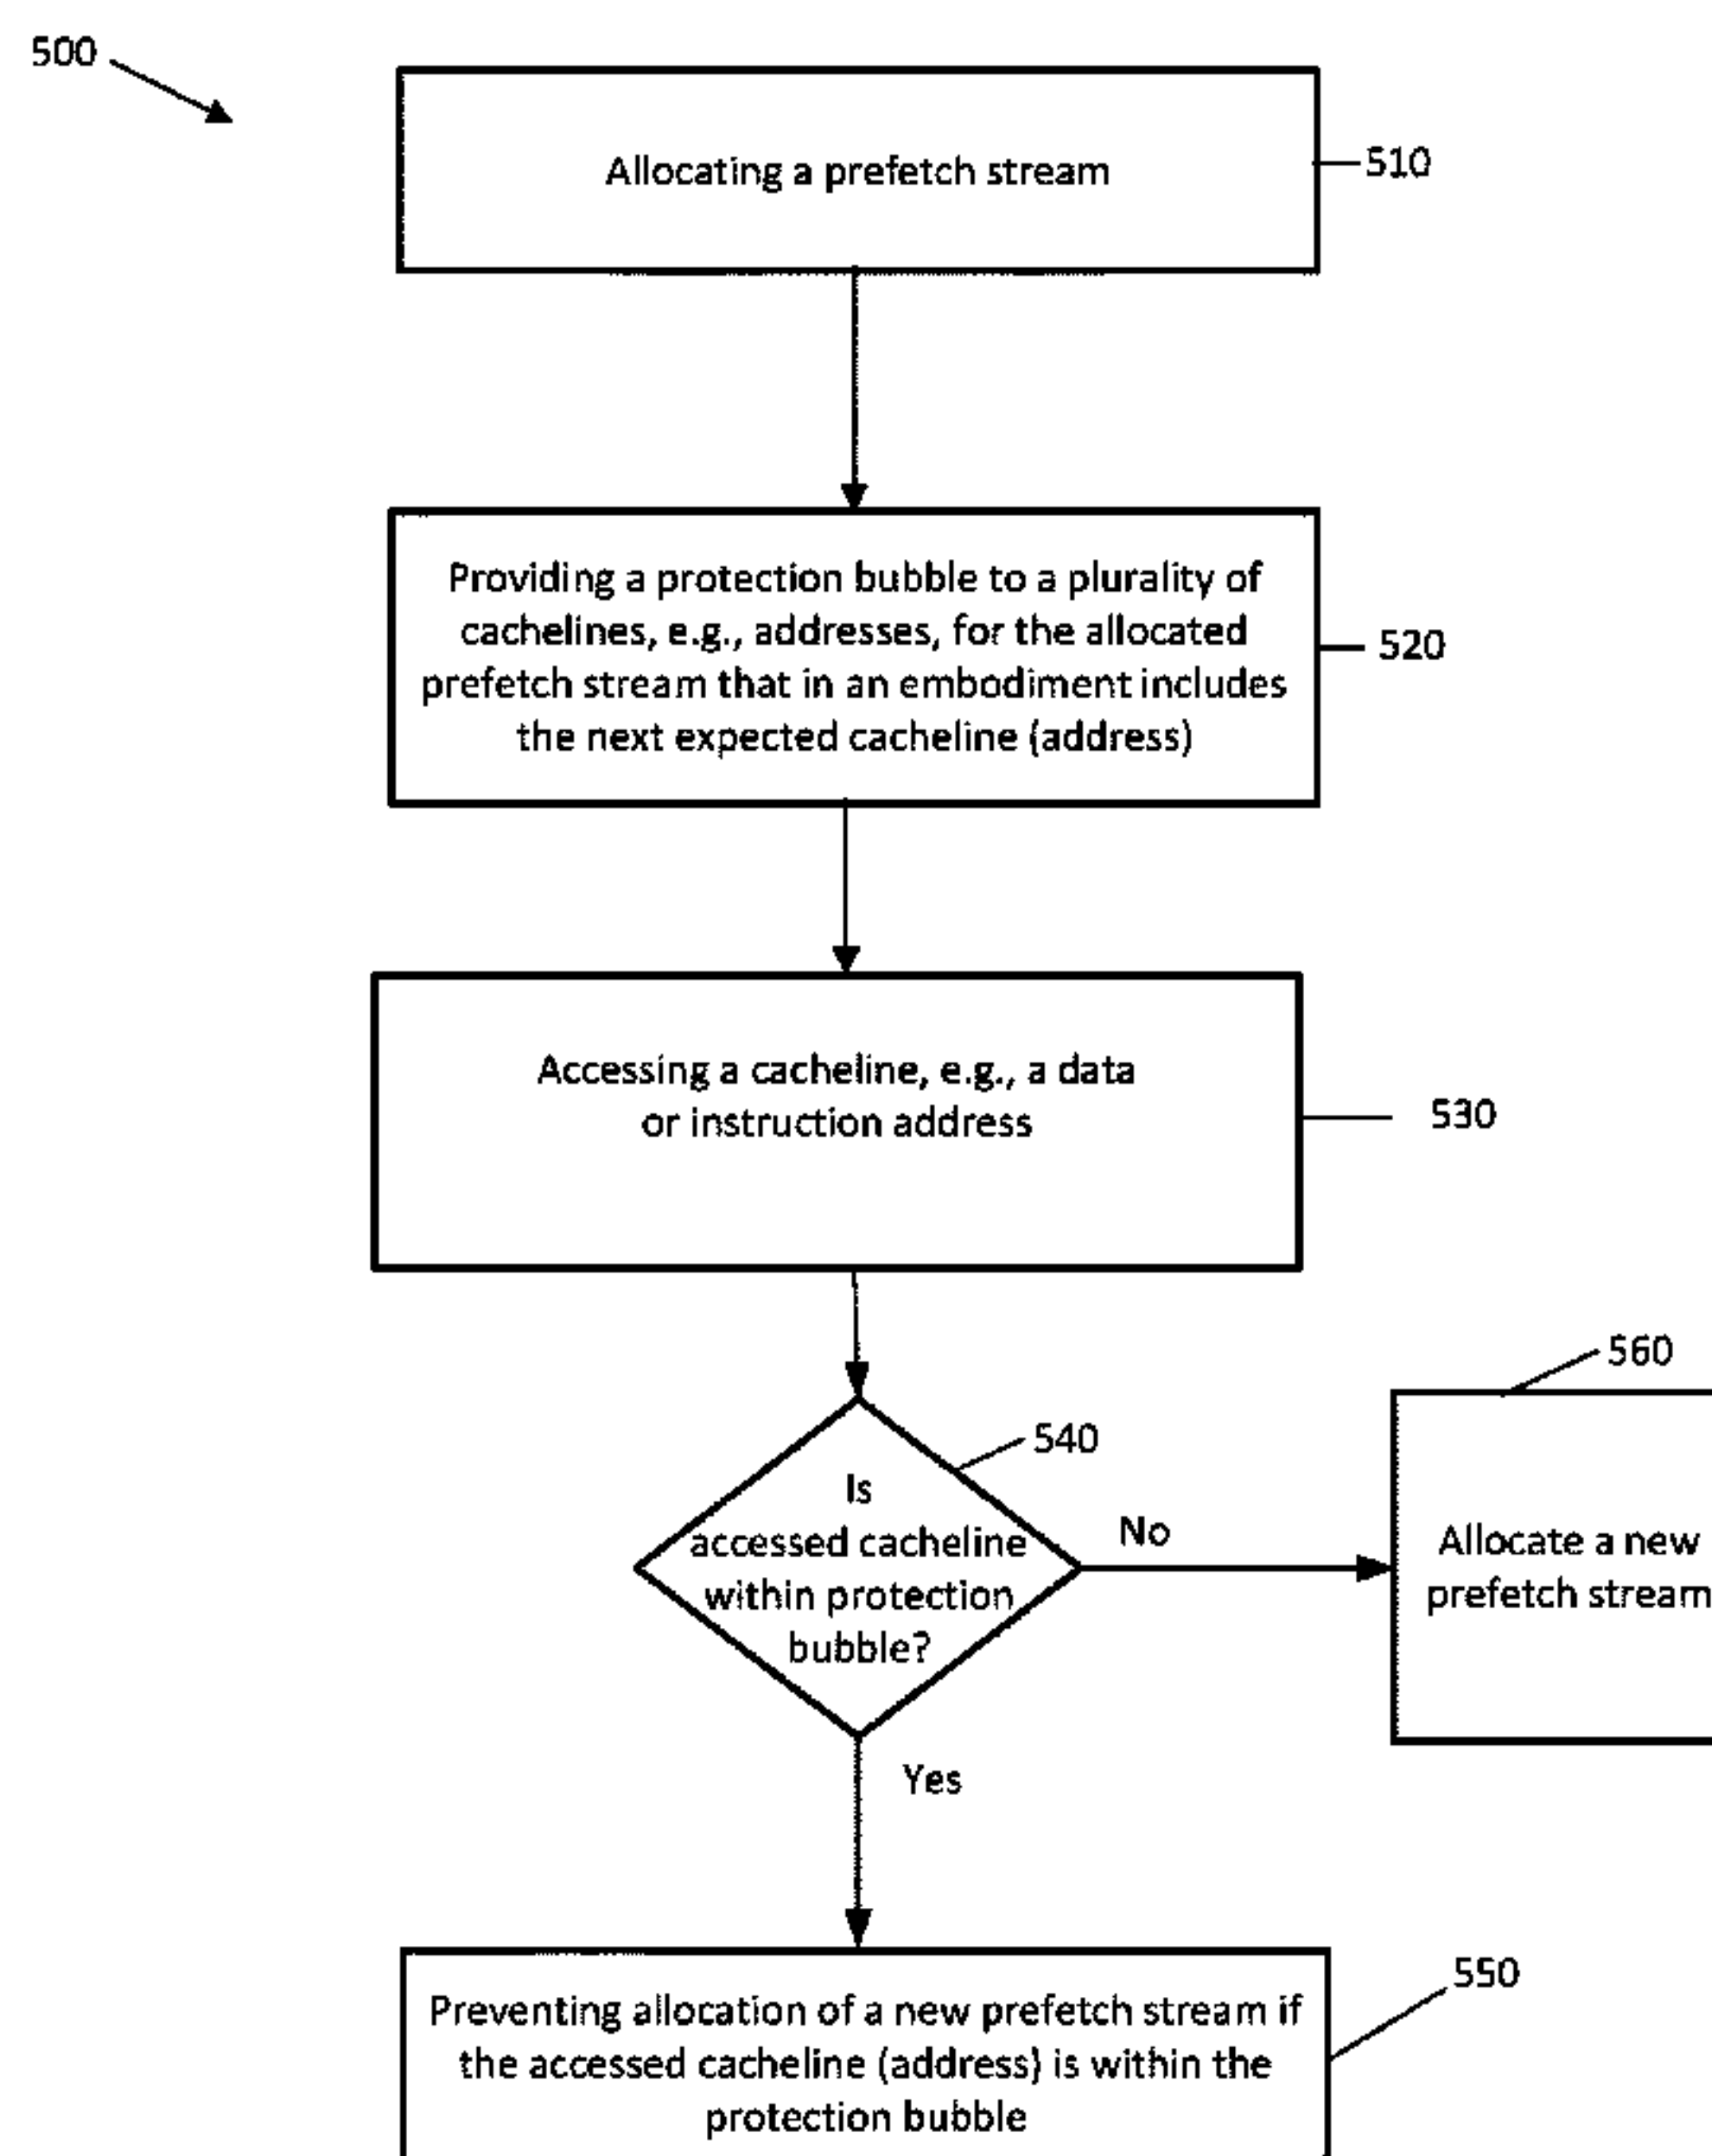 500
Allocating a prefetch stream
510
Providing a protection bubble to a plurality of
cachelines, e.g., addresses, for the allocated
prefetch stream that in an embodiment includes
the next expected cacheline (address)
520
Accessing a cacheline, e.g., a data
or instruction address
530
560
540
Is
accessed cacheline
within protection
bubble?
No
Allocate a new
prefetch stream
Yes
550
Preventing allocation of a new prefetch stream if
the accessed cacheline (address) is within the
protection bubble